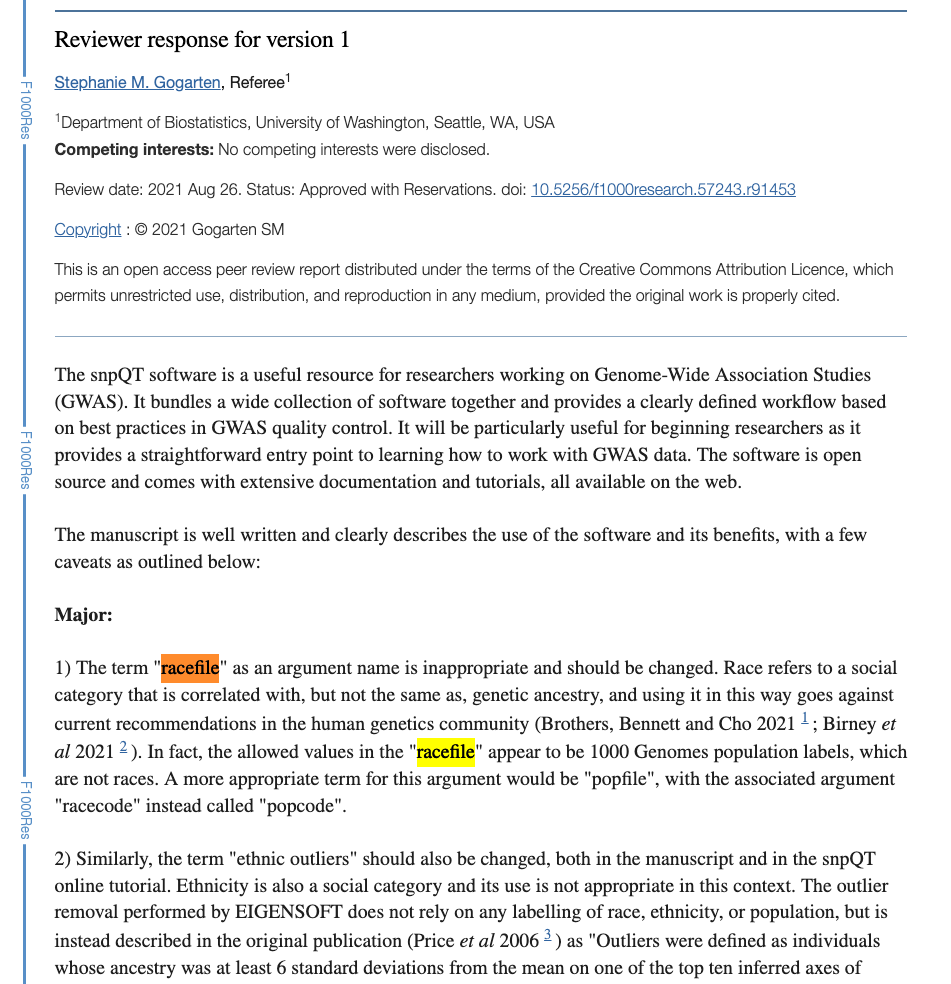 Reviewer response for version 1
Stephanie M. Gogarten, Referee1
1Department of Biostatistics, University of Washington, Seattle, WA, USA
Competing interests: No competing interests were disclosed.
Review date: 2021 Aug 26. Status: Approved with Reservations. doi: 10.5256/f1000research.57243.r91453
Copyright : © 2021 Gogarten SM
This is an open access peer review report distributed under the terms of the Creative Commons Attribution Licence, which
permits unrestricted use, distribution, and reproduction in any medium, provided the original work is properly cited.
The snpQT software is a useful resource for researchers working on Genome-Wide Association Studies
(GWAS). It bundles a wide collection of software together and provides a clearly defined workflow based
on best practices in GWAS quality control. It will be particularly useful for beginning researchers as it
provides a straightforward entry point to learning how to work with GWAS data. The software is open
source and comes with extensive documentation and tutorials, all available on the web.
The manuscript is well written and clearly describes the use of the software and its benefits, with a few
caveats as outlined below:
Major:
1) The term "racefile" as an argument name is inappropriate and should be changed. Race refers to a social
category that is correlated with, but not the same as, genetic ancestry, and using it in this way goes against
current recommendations in the human genetics community (Brothers, Bennett and Cho 2021 1 ; Birney et
al 2021 2 ). In fact, the allowed values in the "racefile" appear to be 1000 Genomes population labels, which
are not races. A more appropriate term for this argument would be "popfile", with the associated argument
"racecode" instead called "popcode".
2) Similarly, the term "ethnic outliers" should also be changed, both in the manuscript and in the snpQT
online tutorial. Ethnicity is also a social category and its use is not appropriate in this context. The outlier
removal performed by EIGENSOFT does not rely on any labelling of race, ethnicity, or population, but is
instead described in the original publication (Price et al 2006 3 ) as "Outliers were defined as individuals
whose ancestry was at least 6 standard deviations from the mean on one of the top ten inferred axes of
F1000Res
F1000Res
F1000Res